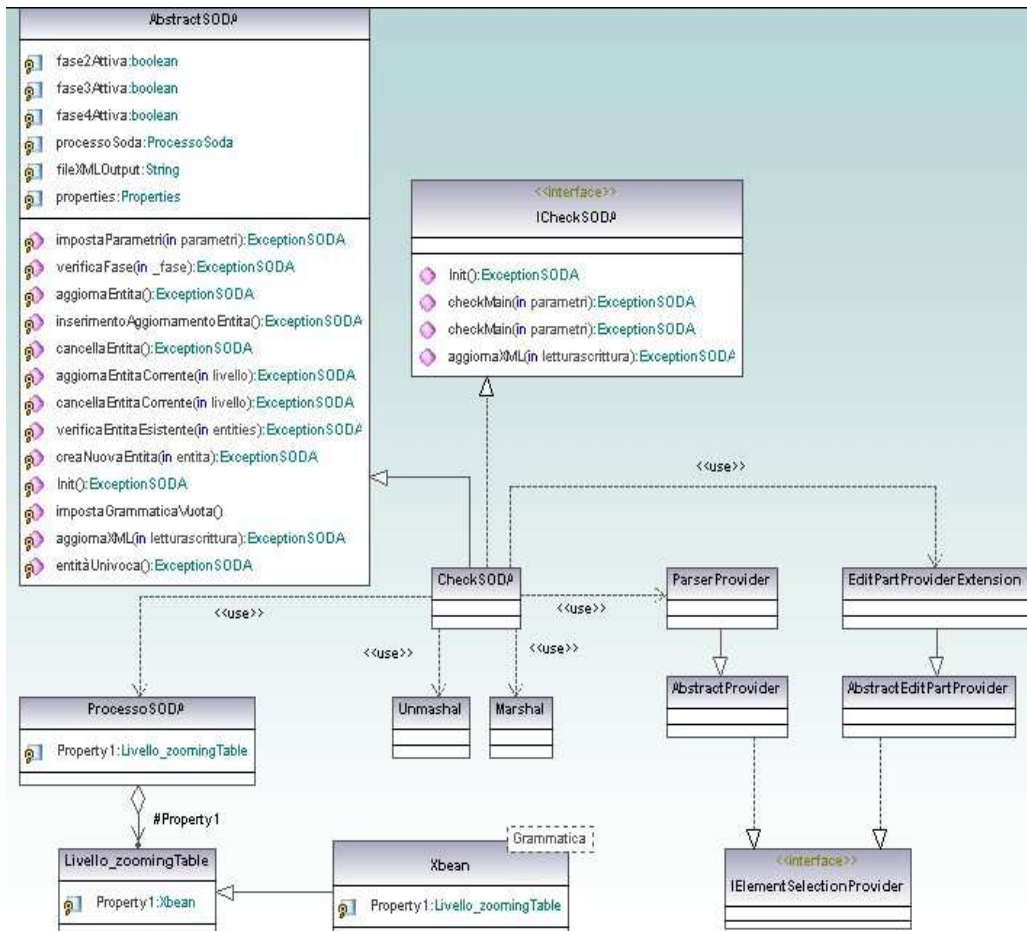 AbstractSODA
fase2Attiva:boolean
fase3Attiva:boolean
fase4Attiva:boolean
processoSoda:ProcessoSoda
fileXMLOutput:String
properties:Properties
impostaParametri(in parametri):ExceptionSODA
verificaFase(in _fase):ExceptionSODA
aggiornaEntita():ExceptionSODA
inserimentoAggiornamentoEntita():ExceptionSODA
cancellaEntita():ExceptionSODA
aggiornaEntitaCorrente(in livello):ExceptionSODA
cancellaEntitaCorrente(in livello):ExceptionSODA
verificaEntitaEsistente(in entities):ExceptionSODA
creaNuovaEntita(in entita):ExceptionSODA
Init():ExceptionSODA
impostaGrammaticaVuota()
aggiornaXML(in letturascrittura):ExceptionSODA
entitàUnivoca():ExceptionSODA
<<interface>>
ICheckSODA
Init():ExceptionSODA
checkMain(in parametri):ExceptionSODA
checkMain(in parametri):ExceptionSODA
aggiornaXML(in letturascrittura):ExceptionSODA
<<use>>
CheckSODA
ParserProvider
EditPartProviderExtension
<<use>>
<<use>>
<<use>>
<<use>>
AbstractProvider
AbstractEditPartProvider
ProcessoSODA
Property1:Livello_zoomingTable
Unmashal
Marshal
#Property1
Livello_zoomingTable
Property1:Xbean
Grammatica
Xbean
Property1:Livello_zoomingTable
<<interface>>
IElementSelectionProvider